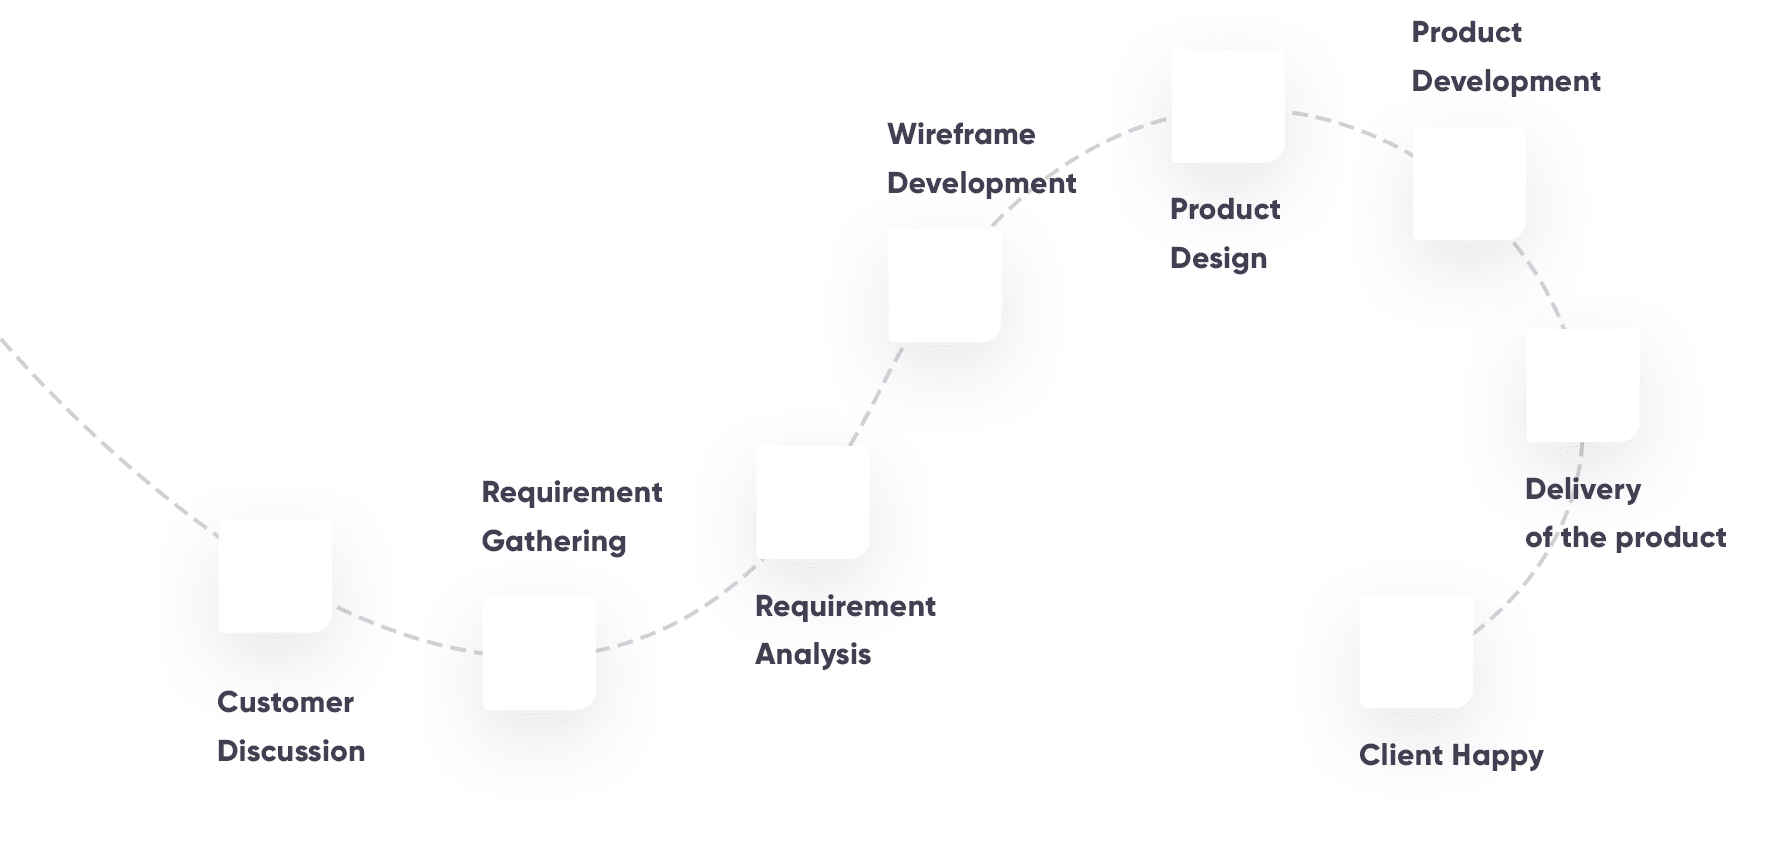 Customer
Discussion
Requirement
Gathering
Requirement
Analysis
Wireframe
Development
Product
Design
Product
Development
Delivery
of the product
Client Happy